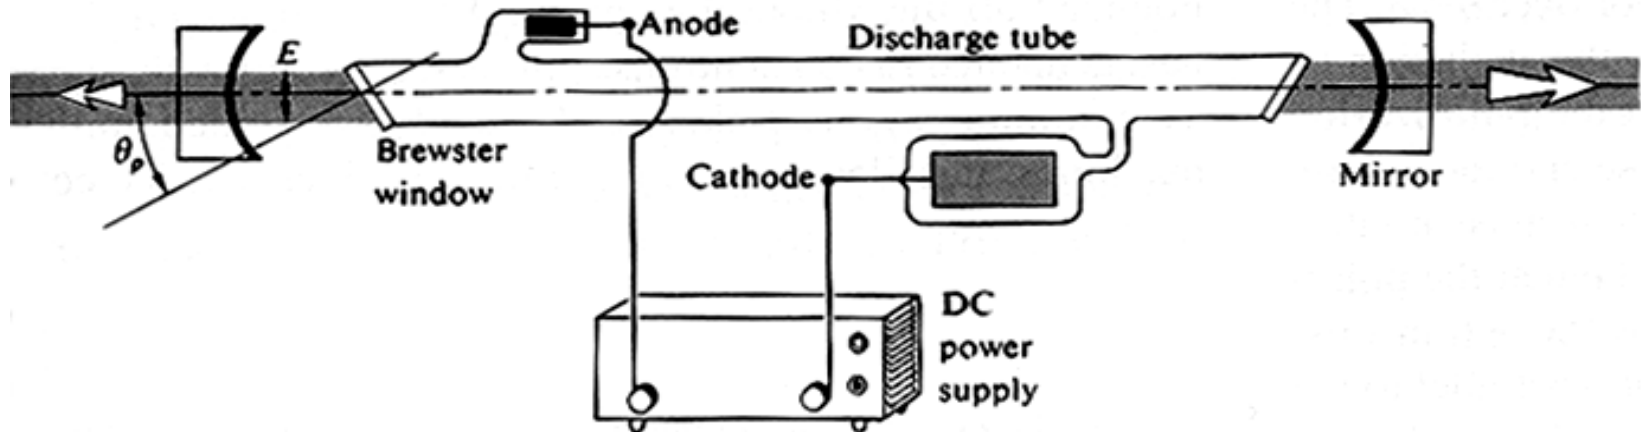 Anode
Discharge tube
E
θp
Brewster
window
Cathode
Mirror
DC
power
supply